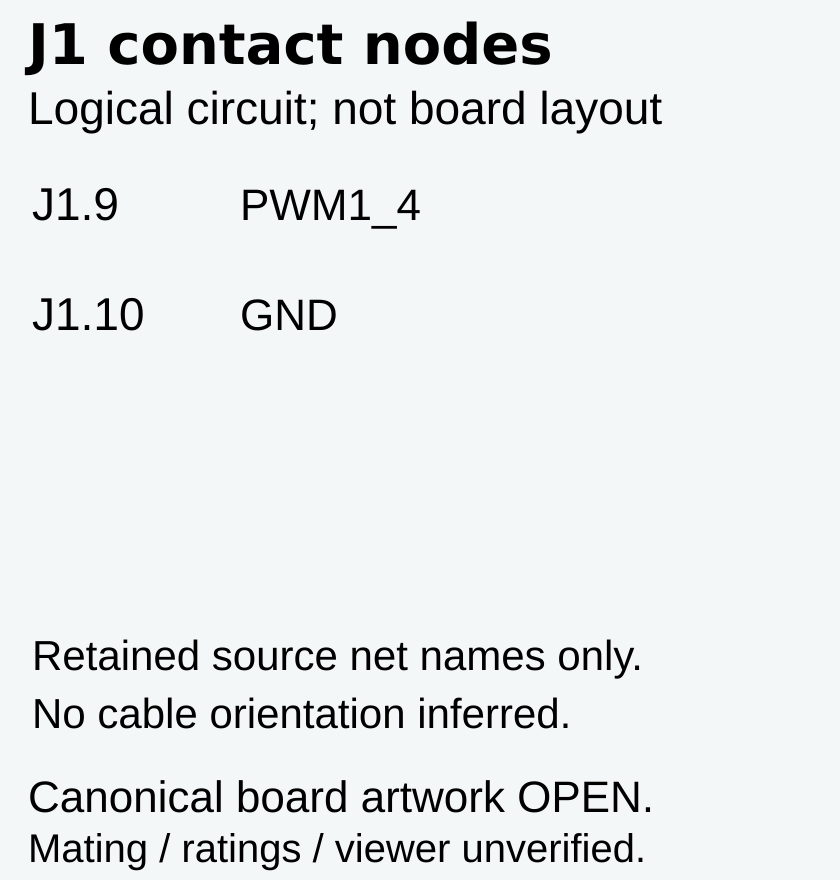 J1 contact nodes
Logical circuit; not board layout
J1.9 PWM1_4
J1.10 GND
Retained source net names only.
No cable orientation inferred.
Canonical board artwork OPEN.
Mating / ratings / viewer unverified.